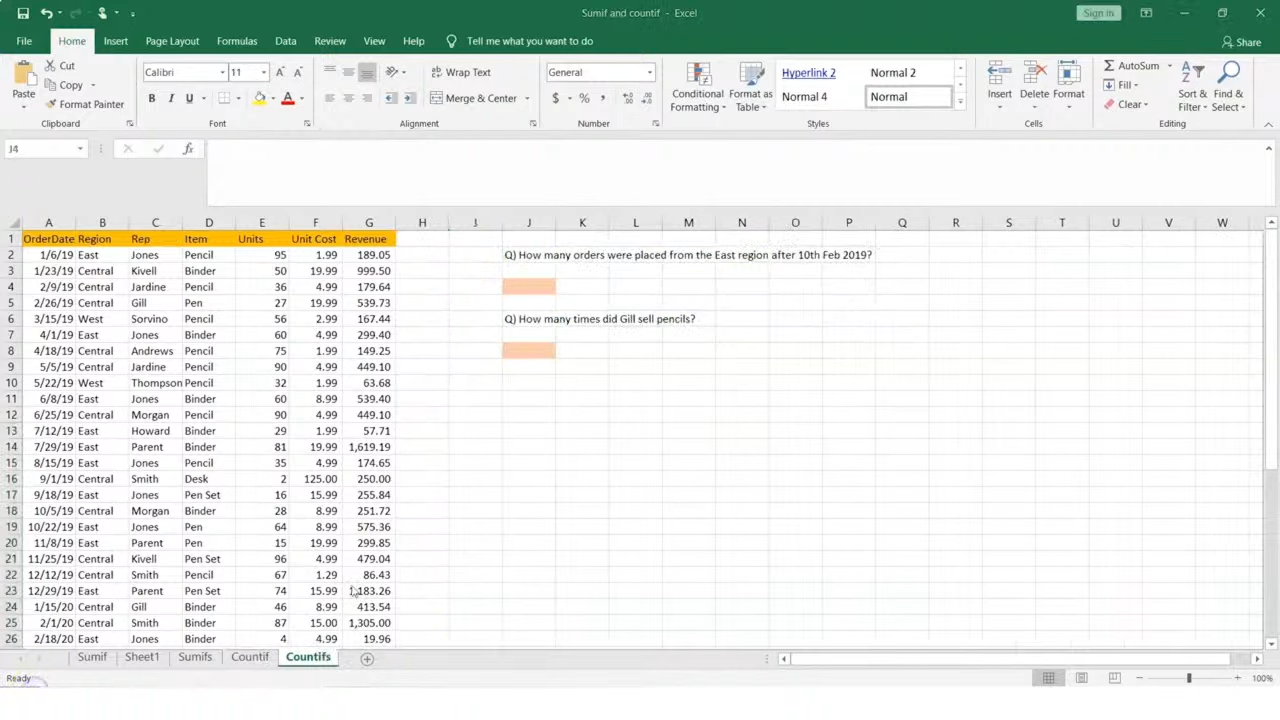 Sumif and countif - Excel
Sign in
File Home Insert Page Layout Formulas Data Review View Help Tell me what you want to do
Share
Paste
Cut
Copy
Format Painter
Clipboard
Calibri 11
B I U
Font
Wrap Text
Merge & Center
Alignment
General
$ % ,
Number
Conditional Formatting
Format as Table
Hyperlink 2 Normal 2
Normal 4 Normal
Styles
Insert Delete Format
Cells
AutoSum
Fill
Clear
Sort & Filter
Find & Select
Editing
J4 fx
A B C D E F G H I J K L M N O P Q R S T U V W
1 OrderDate Region Rep Item Units Unit Cost Revenue
2 1/6/19 East Jones Pencil 95 1.99 189.05 Q) How many orders were placed from the East region after 10th Feb 2019?
3 1/23/19 Central Kivell Binder 50 19.99 999.50
4 2/9/19 Central Jardine Pencil 36 4.99 179.64
5 2/26/19 Central Gill Pen 27 19.99 539.73
6 3/15/19 West Sorvino Pencil 56 2.99 167.44 Q) How many times did Gill sell pencils?
7 4/1/19 East Jones Binder 60 4.99 299.40
8 4/18/19 Central Andrews Pencil 75 1.99 149.25
9 5/5/19 Central Jardine Pencil 90 4.99 449.10
10 5/22/19 West Thompson Pencil 32 1.99 63.68
11 6/8/19 East Jones Binder 60 8.99 539.40
12 6/25/19 Central Morgan Pencil 90 4.99 449.10
13 7/12/19 East Howard Binder 29 1.99 57.71
14 7/29/19 East Parent Binder 81 19.99 1,619.19
15 8/15/19 East Jones Pencil 35 4.99 174.65
16 9/1/19 Central Smith Desk 2 125.00 250.00
17 9/18/19 East Jones Pen Set 16 15.99 255.84
18 10/5/19 Central Morgan Binder 28 8.99 251.72
19 10/22/19 East Jones Pen 64 8.99 575.36
20 11/8/19 East Parent Pen 15 19.99 299.85
21 11/25/19 Central Kivell Pen Set 96 4.99 479.04
22 12/12/19 Central Smith Pencil 67 1.29 86.43
23 12/29/19 East Parent Pen Set 74 15.99 1,183.26
24 1/15/20 Central Gill Binder 46 8.99 413.54
25 2/1/20 Central Smith Binder 87 15.00 1,305.00
26 2/18/20 East Jones Binder 4 4.99 19.96
Sumif Sheet1 Sumifs Countif Countifs
Ready
100%